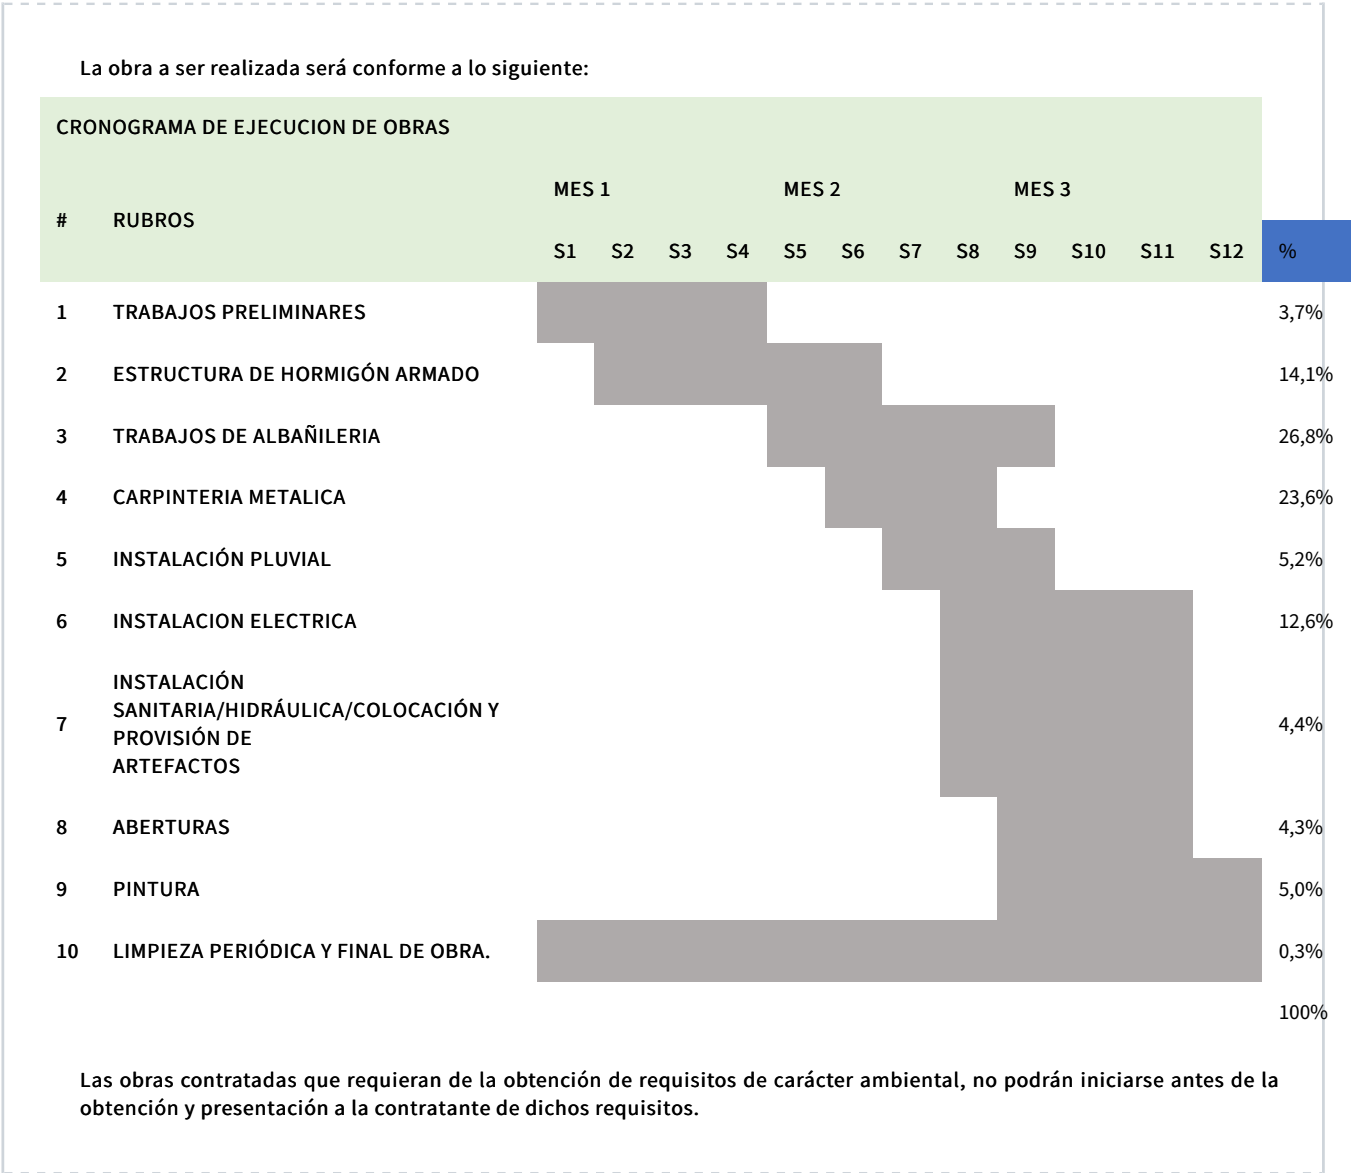 La obra a ser realizada será conforme a lo siguiente:
CRONOGRAMA DE EJECUCION DE OBRAS
MES 1 MES 2 MES 3
# RUBROS
S1 S2 S3 S4 S5 S6 S7 S8 S9 S10 S11 S12 %
1 TRABAJOS PRELIMINARES 3,7%
2 ESTRUCTURA DE HORMIGÓN ARMADO 14,1%
3 TRABAJOS DE ALBAÑILERIA 26,8%
4 CARPINTERIA METALICA 23,6%
5 INSTALACIÓN PLUVIAL 5,2%
6 INSTALACION ELECTRICA 12,6%
INSTALACIÓN
SANITARIA/HIDRÁULICA/COLOCACIÓN Y
7 4,4%
PROVISIÓN DE
ARTEFACTOS
8 ABERTURAS 4,3%
9 PINTURA 5,0%
10 LIMPIEZA PERIÓDICA Y FINAL DE OBRA. 0,3%
100%
Las obras contratadas que requieran de la obtención de requisitos de carácter ambiental, no podrán iniciarse antes de la
obtención y presentación a la contratante de dichos requisitos.